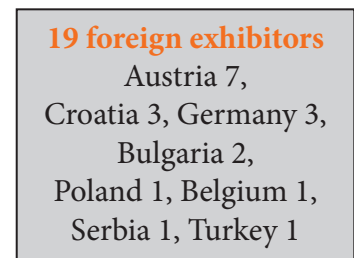 19 foreign exhibitors
Austria 7,
Croatia 3, Germany 3,
Bulgaria 2,
Poland 1, Belgium 1,
Serbia 1, Turkey 1